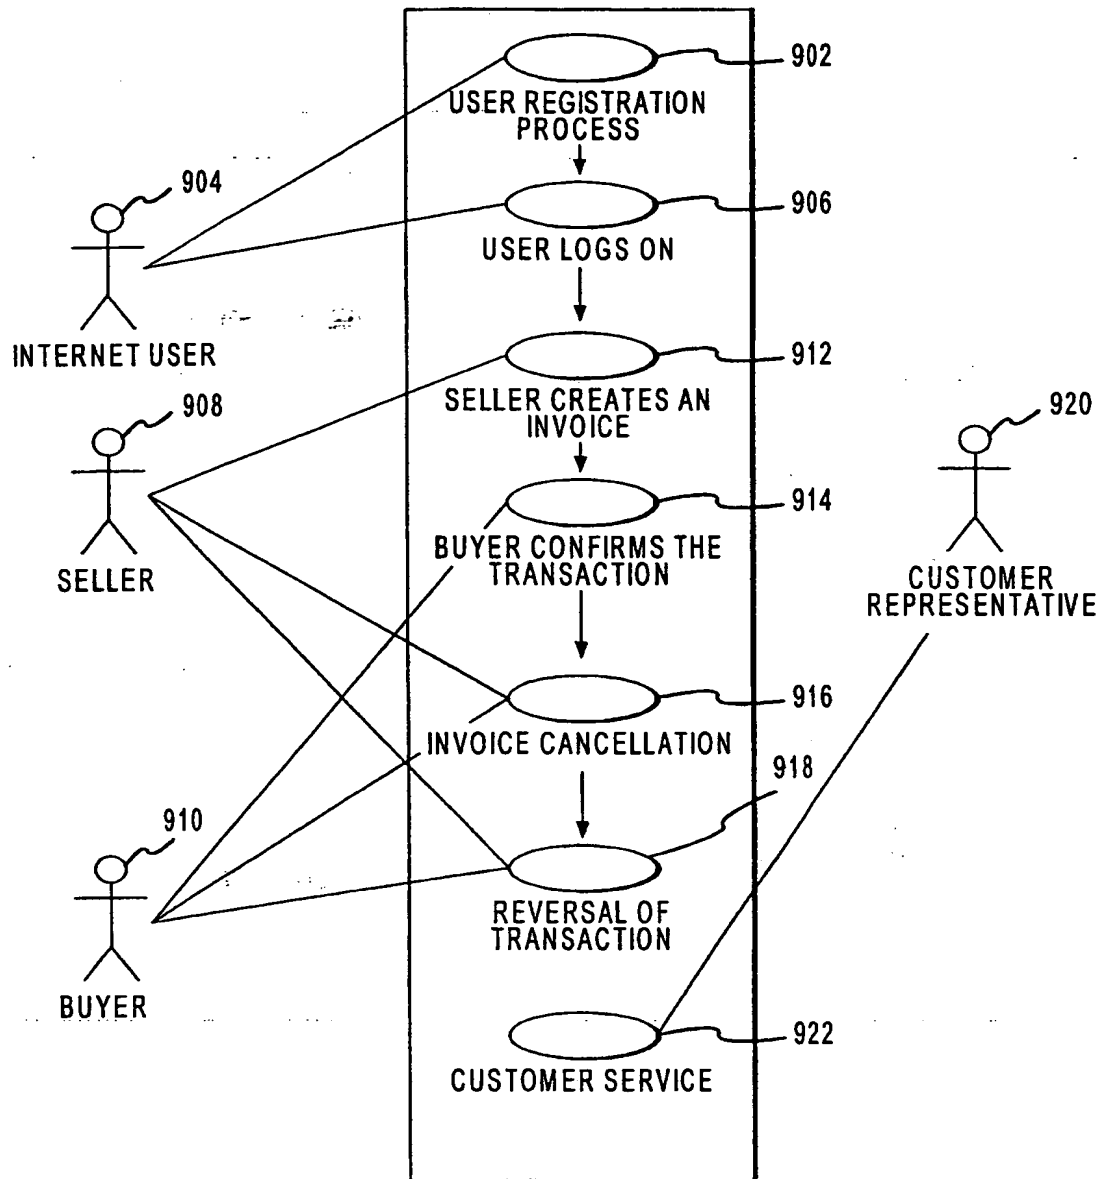 902
USER REGISTRATION
PROCESS
904
906
USER LOGS ON
INTERNET USER
912
SELLER CREATES AN
INVOICE
908
920
914
BUYER CONFIRMS THE
TRANSACTION
SELLER
CUSTOMER
REPRESENTATIVE
916
INVOICE CANCELLATION
918
910
REVERSAL OF
TRANSACTION
BUYER
922
CUSTOMER SERVICE